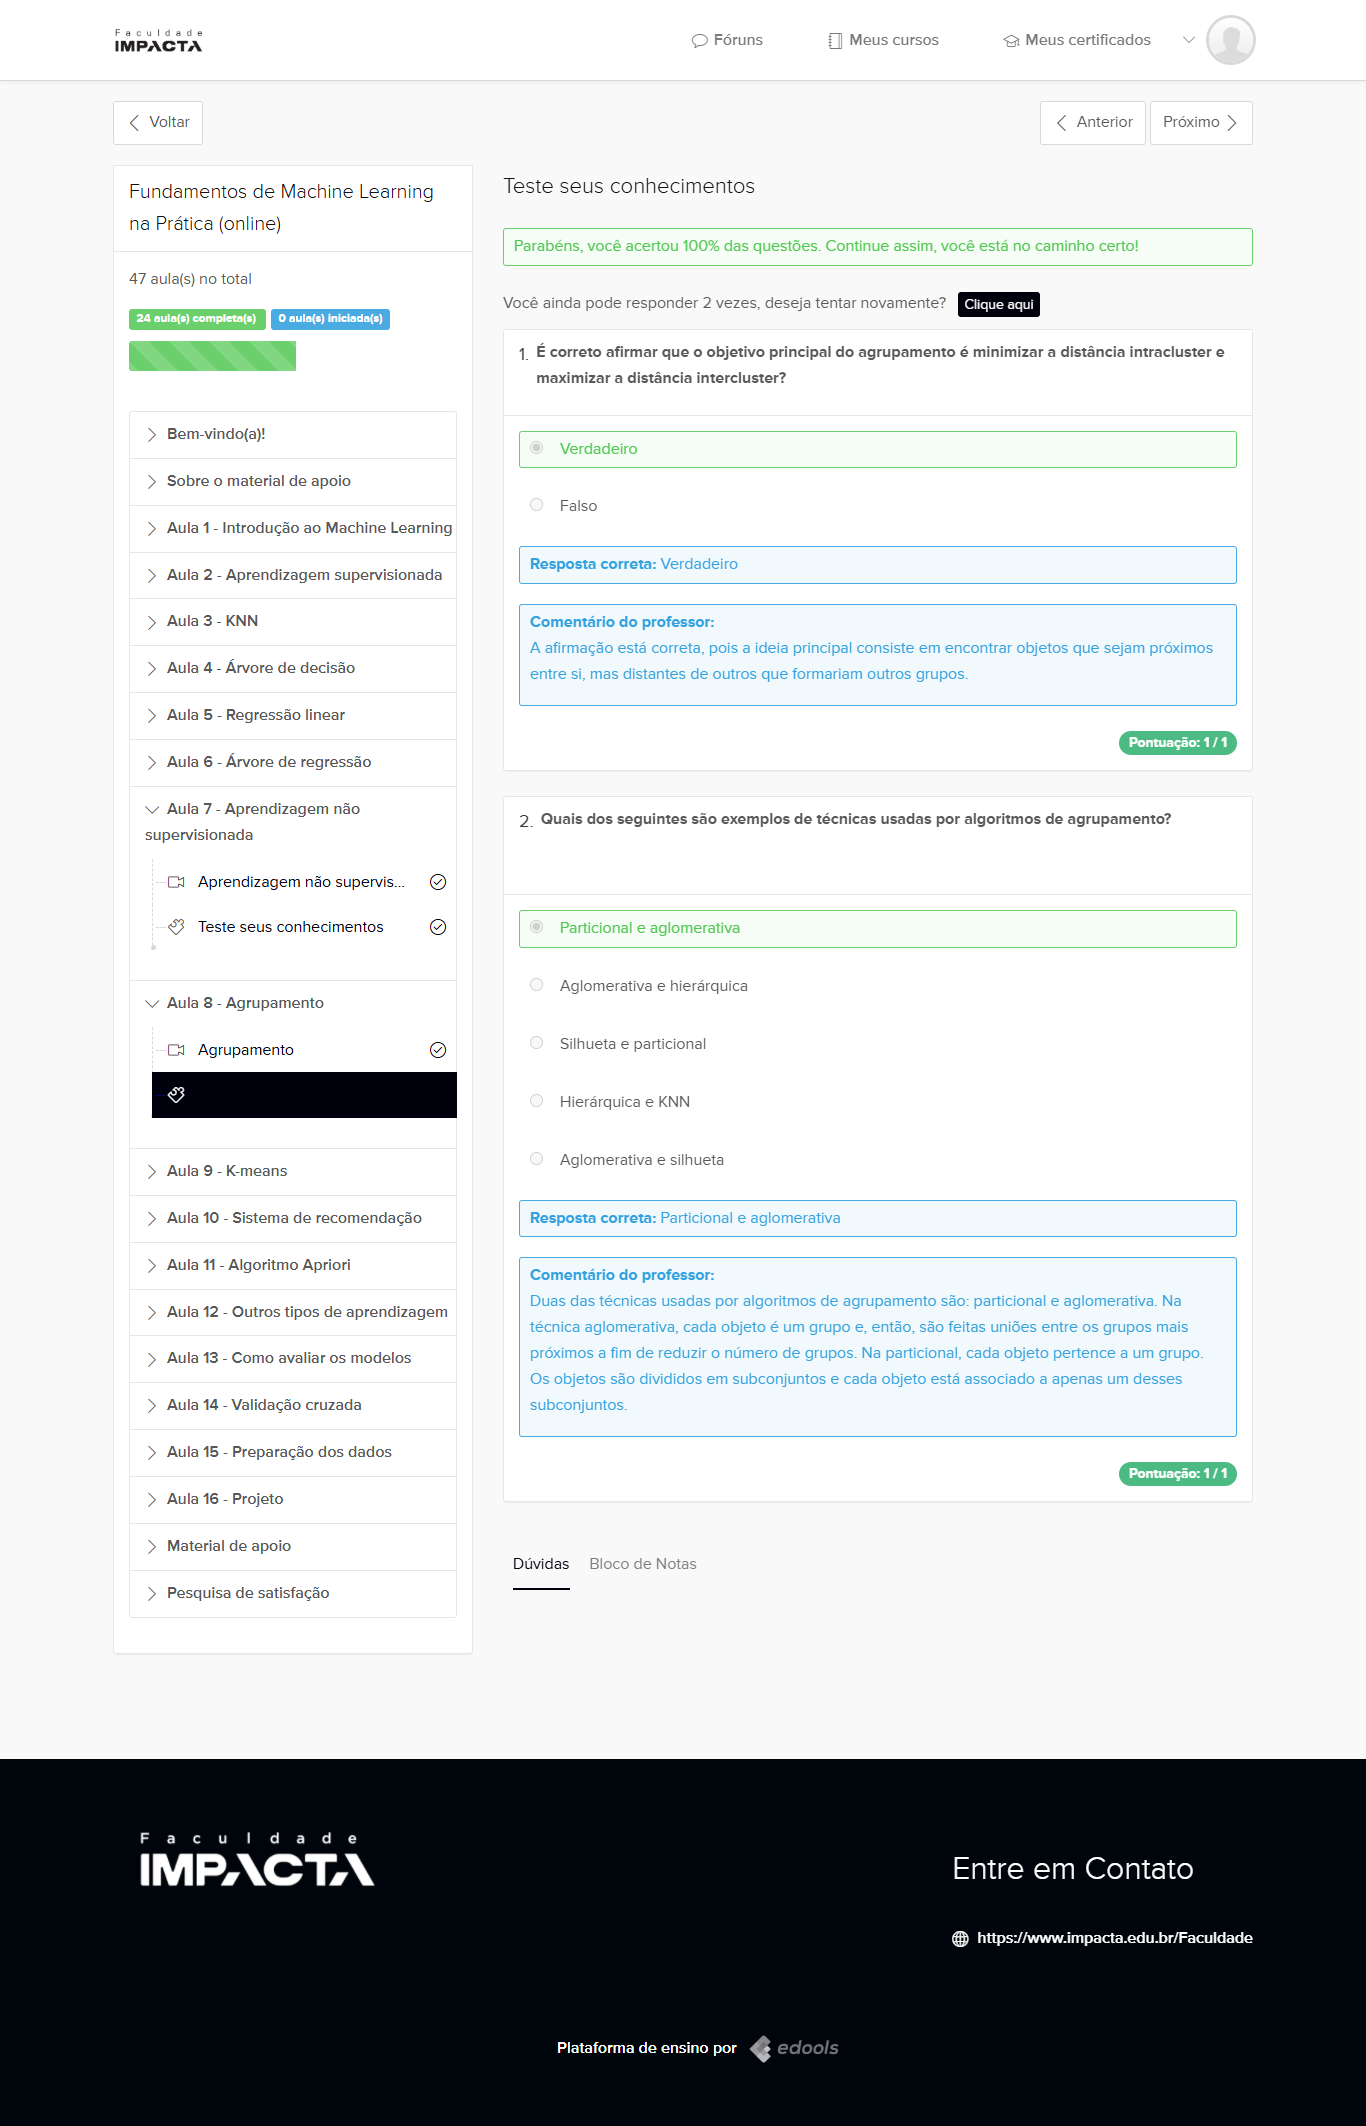 Faculdade
IMPACTA
Fóruns
Meus cursos
Meus certificados
Voltar
Anterior
Próximo
Fundamentos de Machine Learning
na Prática (online)
47 aula(s) no total
24 aula(s) completa(s)
0 aula(s) iniciada(s)
Bem-vindo(a)!
Sobre o material de apoio
Aula 1 - Introdução ao Machine Learning
Aula 2 - Aprendizagem supervisionada
Aula 3 - KNN
Aula 4 - Árvore de decisão
Aula 5 - Regressão linear
Aula 6 - Árvore de regressão
Aula 7 - Aprendizagem não
supervisionada
Aprendizagem não supervis...
Teste seus conhecimentos
Aula 8 - Agrupamento
Agrupamento
Aula 9 - K-means
Aula 10 - Sistema de recomendação
Aula 11 - Algoritmo Apriori
Aula 12 - Outros tipos de aprendizagem
Aula 13 - Como avaliar os modelos
Aula 14 - Validação cruzada
Aula 15 - Preparação dos dados
Aula 16 - Projeto
Material de apoio
Pesquisa de satisfação
Teste seus conhecimentos
Parabéns, você acertou 100% das questões. Continue assim, você está no caminho certo!
Você ainda pode responder 2 vezes, deseja tentar novamente? Clique aqui
1. É correto afirmar que o objetivo principal do agrupamento é minimizar a distância intracluster e
maximizar a distância intercluster?
Verdadeiro
Falso
Resposta correta: Verdadeiro
Comentário do professor:
A afirmação está correta, pois a ideia principal consiste em encontrar objetos que sejam próximos
entre si, mas distantes de outros que formariam outros grupos.
Pontuação: 1 / 1
2. Quais dos seguintes são exemplos de técnicas usadas por algoritmos de agrupamento?
Particional e aglomerativa
Aglomerativa e hierárquica
Silhueta e particional
Hierárquica e KNN
Aglomerativa e silhueta
Resposta correta: Particional e aglomerativa
Comentário do professor:
Duas das técnicas usadas por algoritmos de agrupamento são: particional e aglomerativa. Na
técnica aglomerativa, cada objeto é um grupo e, então, são feitas uniões entre os grupos mais
próximos a fim de reduzir o número de grupos. Na particional, cada objeto pertence a um grupo.
Os objetos são divididos em subconjuntos e cada objeto está associado a apenas um desses
subconjuntos.
Pontuação: 1 / 1
Dúvidas
Bloco de Notas
Faculdade
IMPACTA
Entre em Contato
https://www.impacta.edu.br/Faculdade
Plataforma de ensino por edools